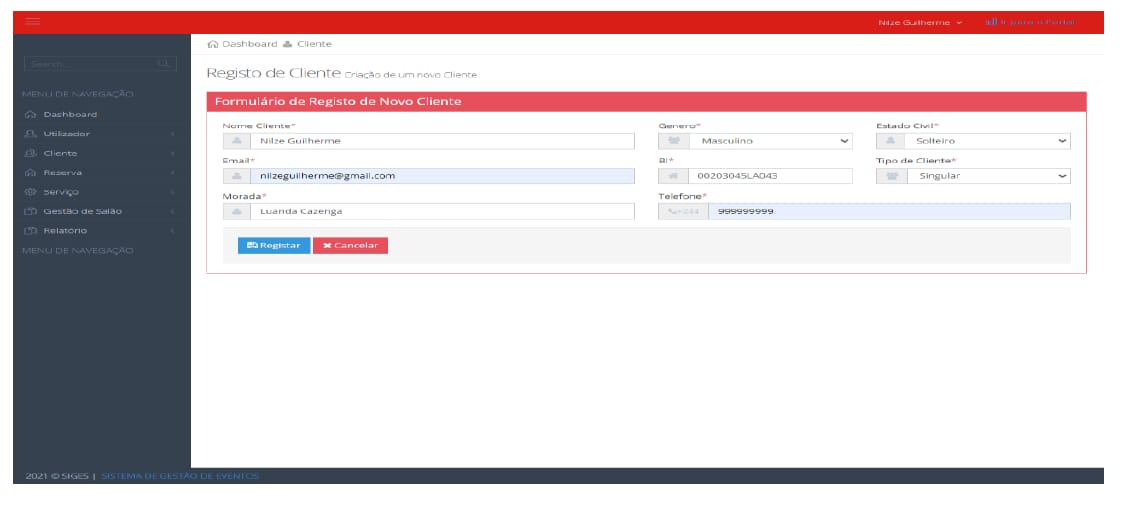 Nilze Guilherme
Ir para o Portal
Dashboard Cliente
Search...
Registo de Cliente Criação de um novo Cliente
MENU DE NAVEGAÇÃO
Dashboard
Utilizador
Cliente
Reserva
Serviço
Gestão de Salão
Relatório
MENU DE NAVEGAÇÃO
Formulário de Registo de Novo Cliente
Nome Cliente* Genero* Estado Civil*
Nilze Guilherme Masculino Solteiro
Email* BI* Tipo de Cliente*
nilzeguilherme@gmail.com 00203045LA043 Singular
Morada* Telefone*
Luanda Cazenga +244 999999999
Registar Cancelar
2021 © SIGES | SISTEMA DE GESTÃO DE EVENTOS